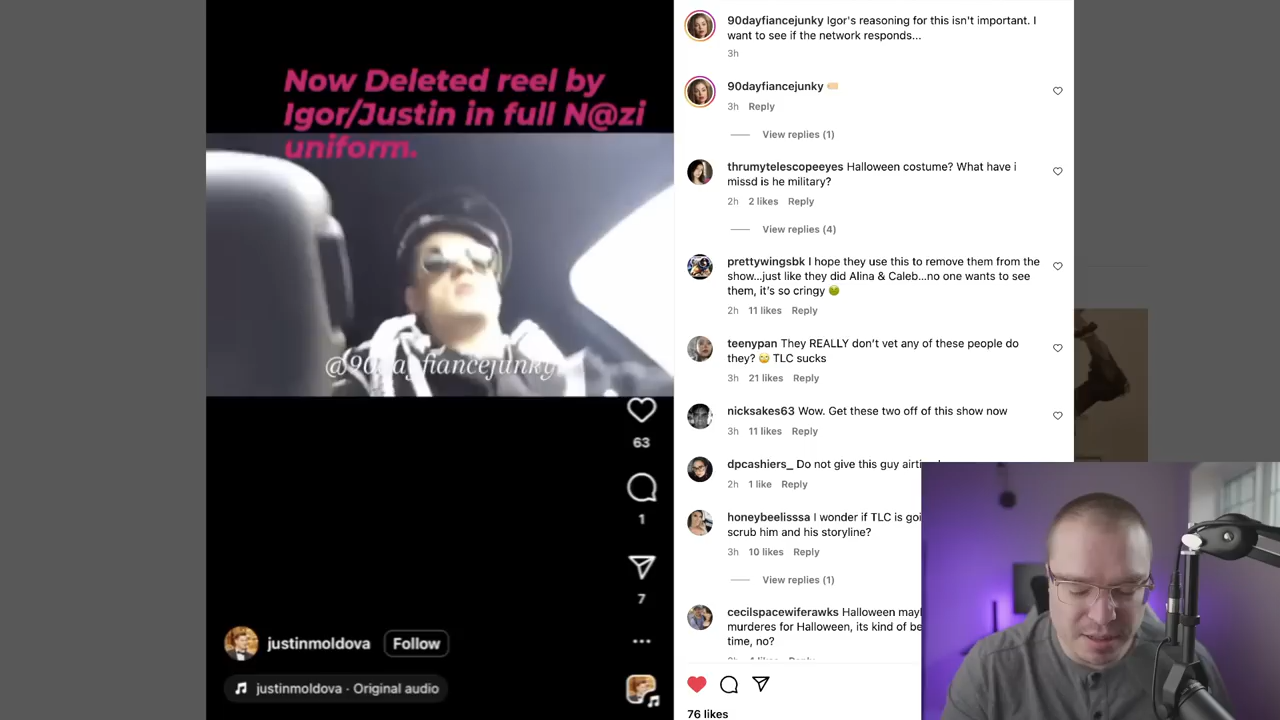 Now Deleted reel by
Igor/Justin in full N@zi
uniform.
@90dayfiancejunky
63
1
7
justinmoldova Follow
justinmoldova · Original audio
90dayfiancejunky Igor's reasoning for this isn't important. I
want to see if the network responds...
3h
90dayfiancejunky
3h Reply
View replies (1)
thrumytelescopeeyes Halloween costume? What have i
missd is he military?
2h 2 likes Reply
View replies (4)
prettywingsbk I hope they use this to remove them from the
show...just like they did Alina & Caleb...no one wants to see
them, it's so cringy
2h 11 likes Reply
teenypan They REALLY don't vet any of these people do
they? TLC sucks
3h 21 likes Reply
nicksakes63 Wow. Get these two off of this show now
3h 11 likes Reply
dpcashiers_ Do not give this guy
2h 1 like Reply
honeybeelisssa I wonder if TLC is
scrub him and his storyline?
3h 10 likes Reply
View replies (1)
cecilspacewiferawks Halloween
murderes for Halloween, its kind of
time, no?
76 likes